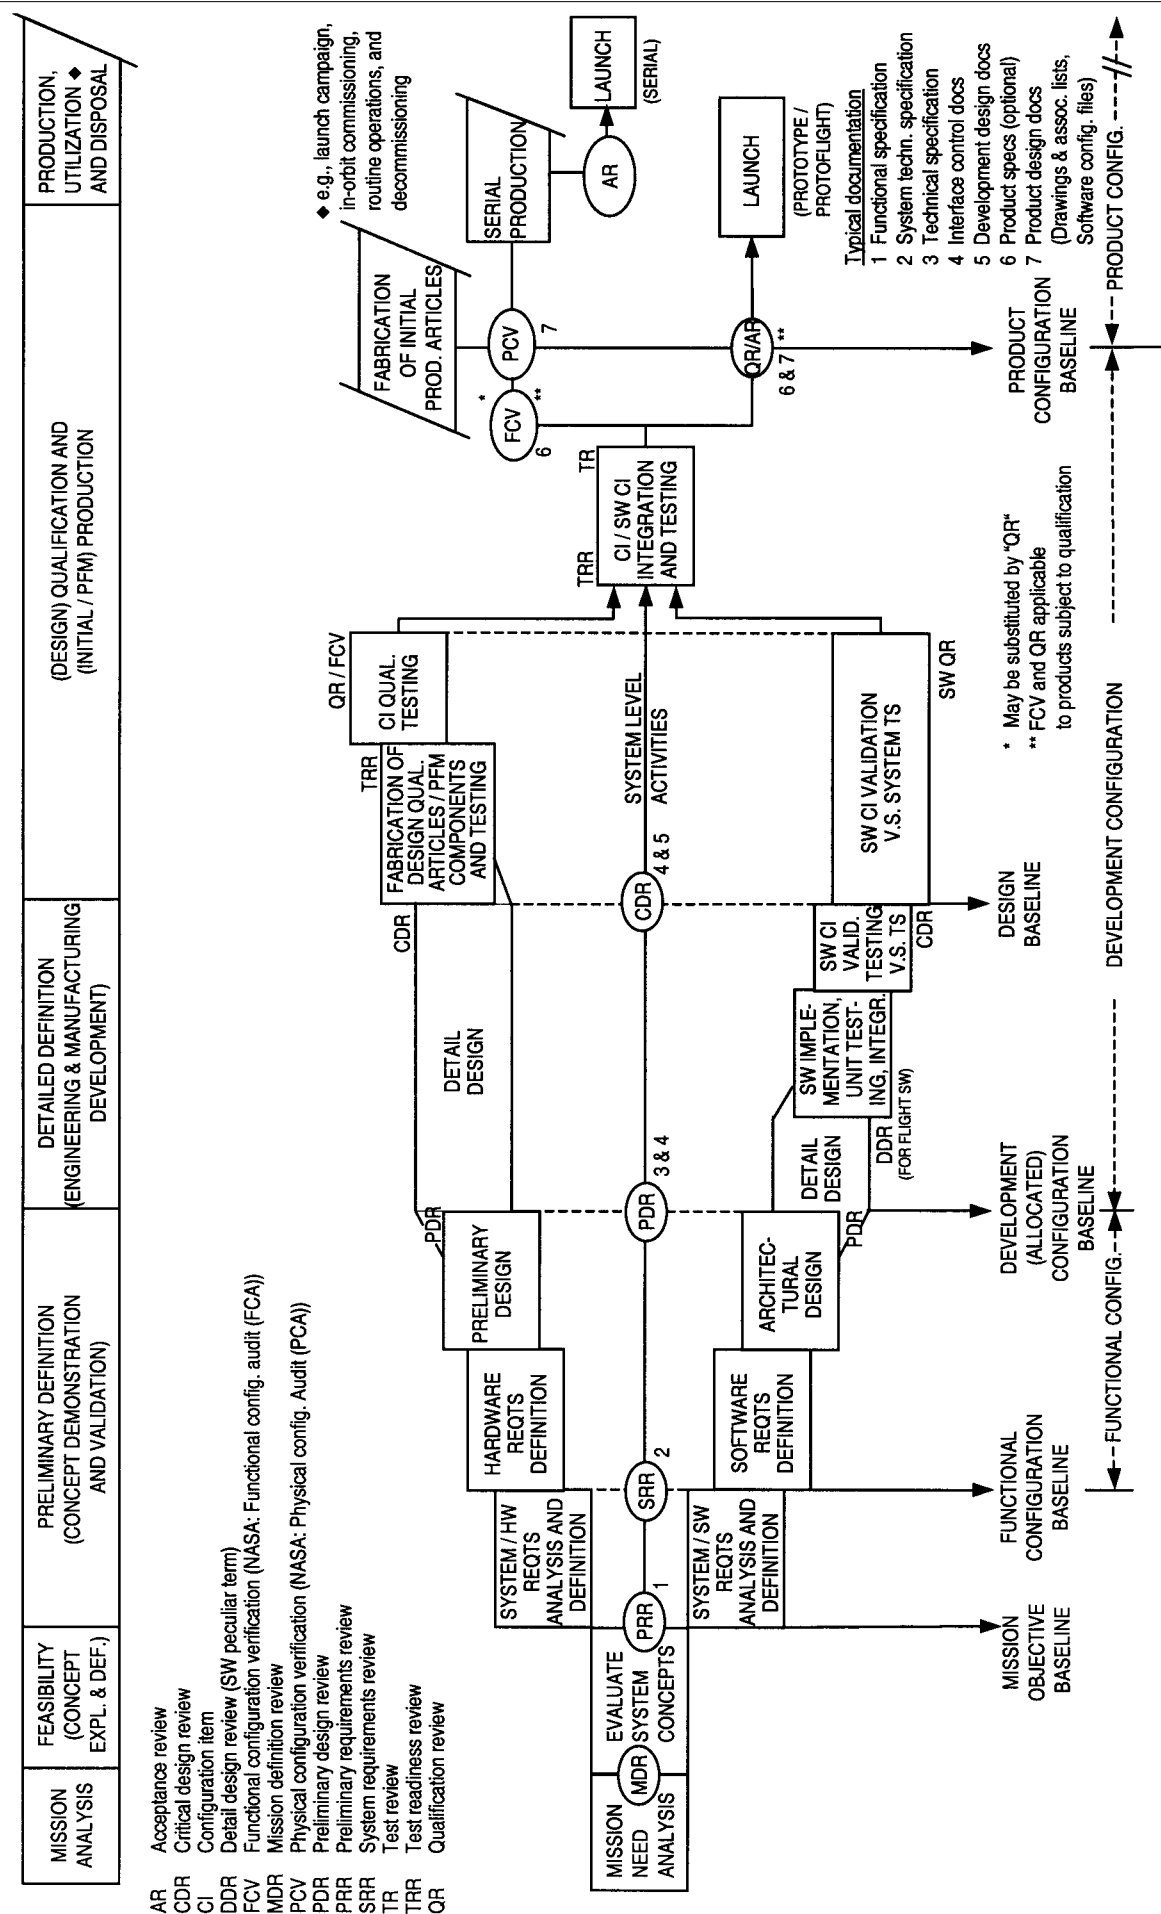 MISSION
ANALYSIS
FEASIBILITY
(CONCEPT
EXPL. & DEF.)
PRELIMINARY DEFINITION
(CONCEPT DEMONSTRATION
AND VALIDATION)
DETAILED DEFINITION
(ENGINEERING & MANUFACTURING
DEVELOPMENT)
(DESIGN) QUALIFICATION AND
(INITIAL / PFM) PRODUCTION
PRODUCTION,
UTILIZATION ◆
AND DISPOSAL
AR Acceptance review
CDR Critical design review
CI Configuration item
DDR Detail design review (SW peculiar term)
FCV Functional configuration verification (NASA: Functional config. audit (FCA))
MDR Mission definition review
PCV Physical configuration verification (NASA: Physical config. Audit (PCA))
PDR Preliminary design review
PRR Preliminary requirements review
SRR System requirements review
TR Test review
TRR Test readiness review
QR Qualification review
◆ e.g., launch campaign,
in-orbit commissioning,
routine operations, and
decommissioning
MISSION
NEED
ANALYSIS
MDR
EVALUATE
SYSTEM
CONCEPTS
PRR
1
SYSTEM / HW
REQTS
ANALYSIS AND
DEFINITION
SYSTEM / SW
REQTS
ANALYSIS AND
DEFINITION
SRR
2
HARDWARE
REQTS
DEFINITION
SOFTWARE
REQTS
DEFINITION
PRELIMINARY
DESIGN
PDR
ARCHITEC-
TURAL
DESIGN
PDR
PDR
3 & 4
DETAIL
DESIGN
DETAIL
DESIGN
DDR
(FOR FLIGHT SW)
SW IMPLE-
MENTATION,
UNIT TEST-
ING, INTEGR.
SW CI
VALID.
TESTING
V.S. TS
CDR
CDR
CDR
4 & 5
FABRICATION OF
DESIGN QUAL.
ARTICLES / PFM
COMPONENTS
AND TESTING
TRR
CI QUAL.
TESTING
QR / FCV
SYSTEM LEVEL
ACTIVITIES
SW CI VALIDATION
V.S. SYSTEM TS
SW QR
TRR
TR
CI / SW CI
INTEGRATION
AND TESTING
FCV
6
*
**
PCV
7
FABRICATION
OF INITIAL
PROD. ARTICLES
SERIAL
PRODUCTION
AR
LAUNCH
(SERIAL)
QR/AR
6 & 7
**
LAUNCH
(PROTOTYPE /
PROTOFLIGHT)
Typical documentation
1 Functional specification
2 System techn. specification
3 Technical specification
4 Interface control docs
5 Development design docs
6 Product specs (optional)
7 Product design docs
(Drawings & assoc. lists,
Software config. files)
* May be substituted by "QR"
** FCV and QR applicable
to products subject to qualification
MISSION
OBJECTIVE
BASELINE
FUNCTIONAL
CONFIGURATION
BASELINE
DEVELOPMENT
(ALLOCATED)
CONFIGURATION
BASELINE
DESIGN
BASELINE
PRODUCT
CONFIGURATION
BASELINE
FUNCTIONAL CONFIG.
DEVELOPMENT CONFIGURATION
PRODUCT CONFIG.